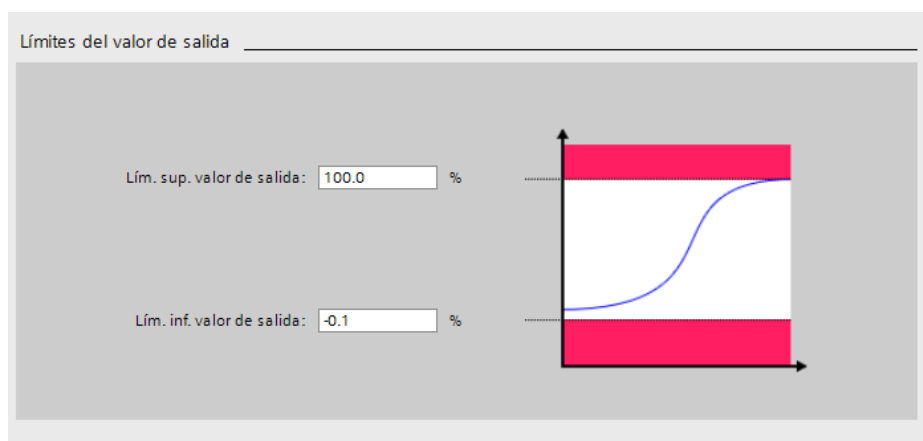 Límites del valor de salida
Lím. sup. valor de salida: 100.0 %
Lím. inf. valor de salida: -0.1 %